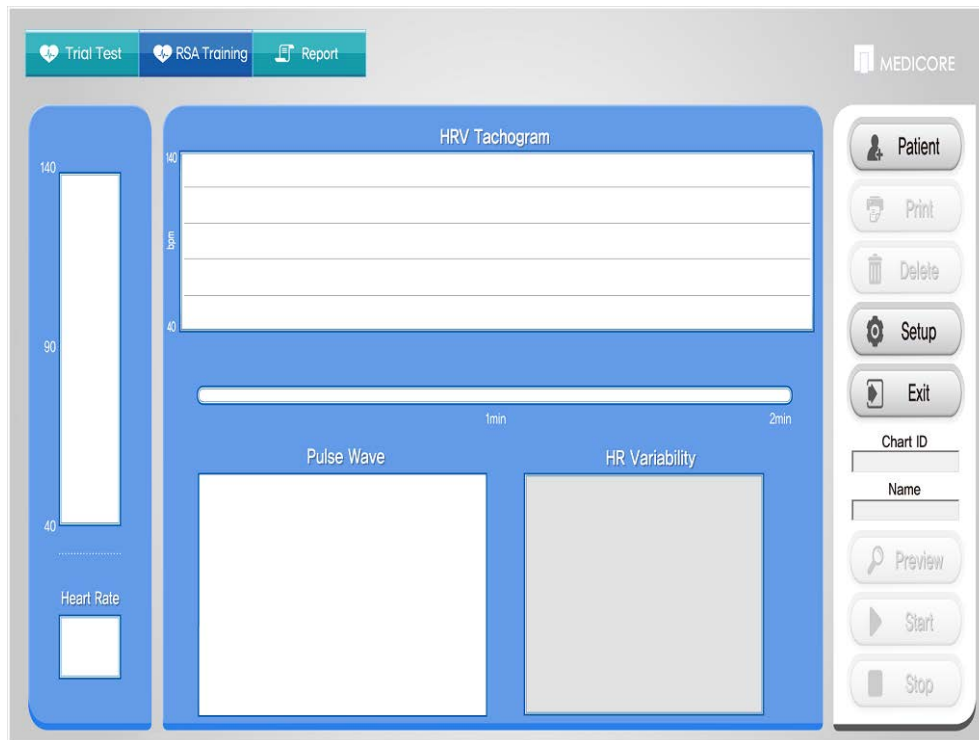 Trial Test
RSA Training
Report
MEDICORE
140
90
40
Heart Rate
HRV Tachogram
140
bpm
40
1min
2min
Pulse Wave
HR Variability
Patient
Print
Delete
Setup
Exit
Chart ID
Name
Preview
Start
Stop